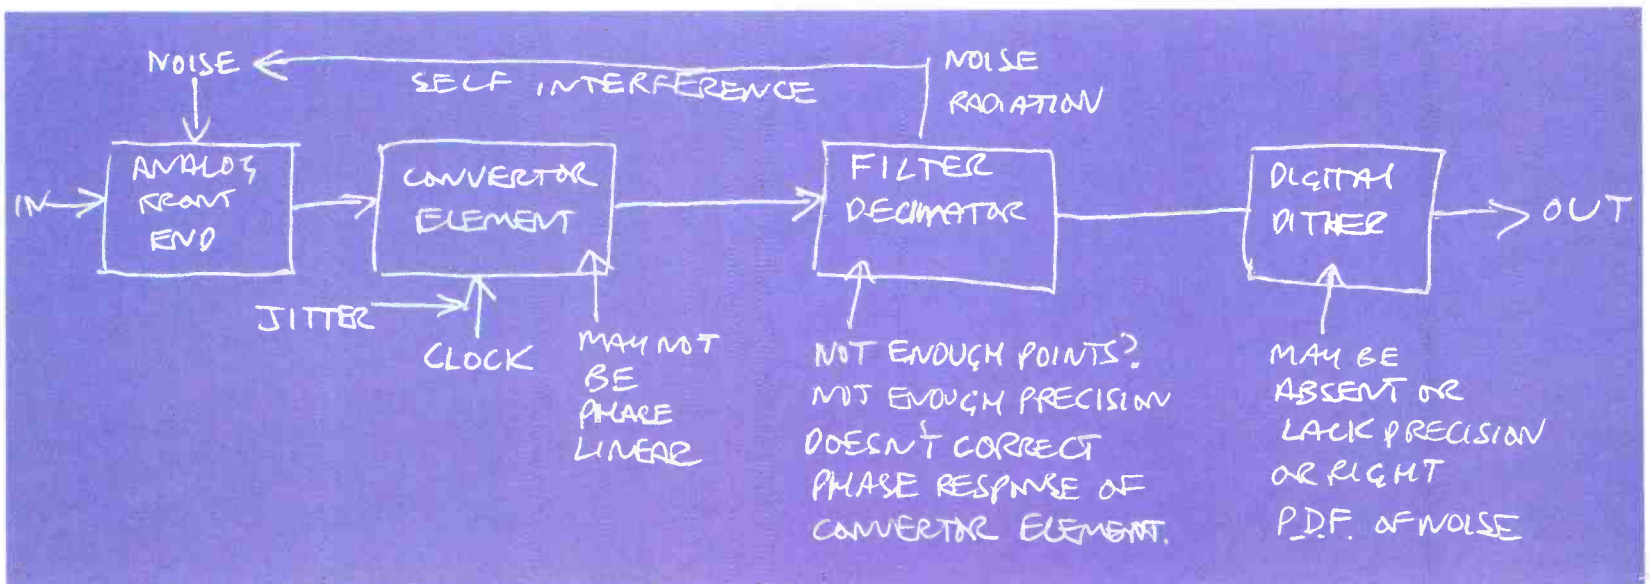 NOISE
SELF INTERFERENCE
NOISE
RADIATION
IN
ANALOG
FRONT
END
CONVERTOR
ELEMENT
FILTER
DECIMATOR
DIGITAL
DITHER
OUT
JITTER
CLOCK
MAY NOT
BE
PHASE
LINEAR
NOT ENOUGH POINTS?
NOT ENOUGH PRECISION
DOESN'T CORRECT
PHASE RESPONSE OF
CONVERTOR ELEMENT.
MAY BE
ABSENT OR
LACK PRECISION
OR RIGHT
P.D.F. OF NOISE